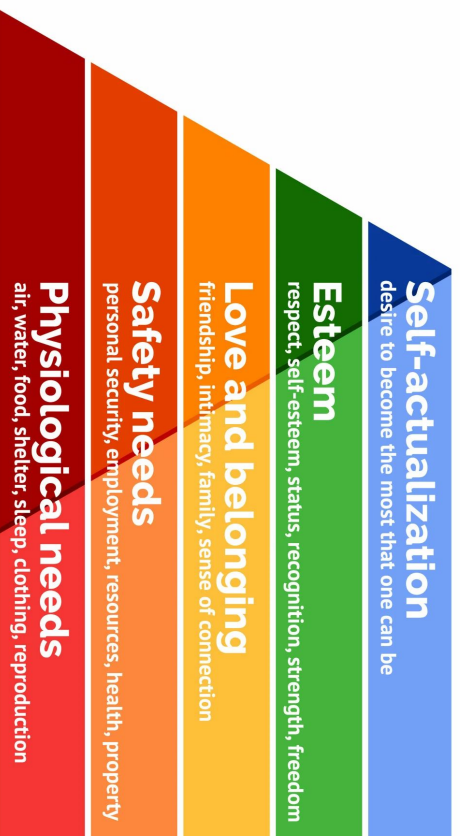 Self-actualization
desire to become the most that one can be
Esteem
respect, self-esteem, status, recognition, strength, freedom
Love and belonging
friendship, intimacy, family, sense of connection
Safety needs
personal security, employment, resources, health, property
Physiological needs
air, water, food, shelter, sleep, clothing, reproduction